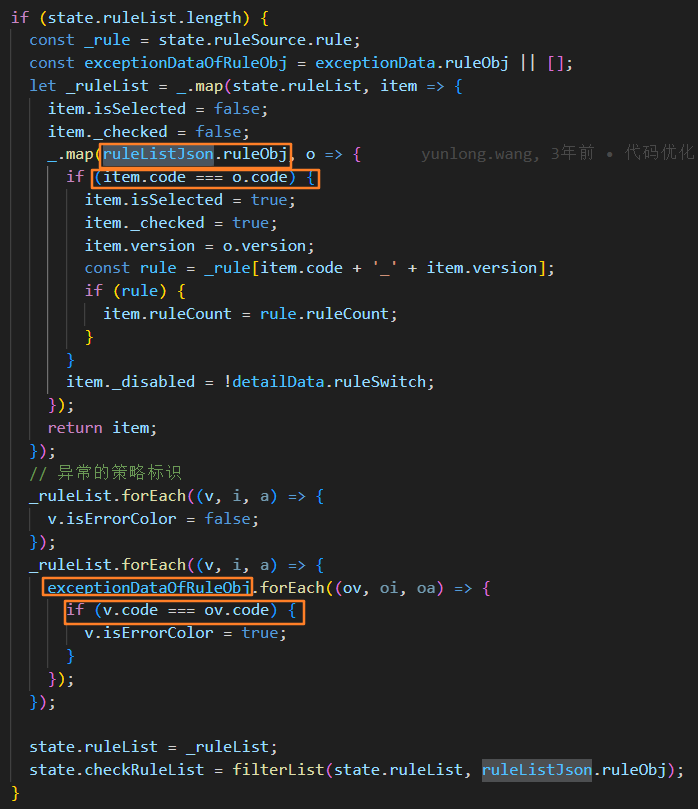 if (state.ruleList.length) {
  const _rule = state.ruleSource.rule;
  const exceptionDataOfRuleObj = exceptionData.ruleObj || [];
  let _ruleList = _.map(state.ruleList, item => {
    item.isSelected = false;
    item._checked = false;
    _.map(ruleListJson.ruleObj, o => {      yunlong.wang, 3年前 • 代码优化
      if (item.code === o.code) {
        item.isSelected = true;
        item._checked = true;
        item.version = o.version;
        const rule = _rule[item.code + '_' + item.version];
        if (rule) {
          item.ruleCount = rule.ruleCount;
        }
      }
      item._disabled = !detailData.ruleSwitch;
    });
    return item;
  });
  // 异常的策略标识
  _ruleList.forEach((v, i, a) => {
    v.isErrorColor = false;
  });
  _ruleList.forEach((v, i, a) => {
    exceptionDataOfRuleObj.forEach((ov, oi, oa) => {
      if (v.code === ov.code) {
        v.isErrorColor = true;
      }
    });
  });

  state.ruleList = _ruleList;
  state.checkRuleList = filterList(state.ruleList, ruleListJson.ruleObj);
}